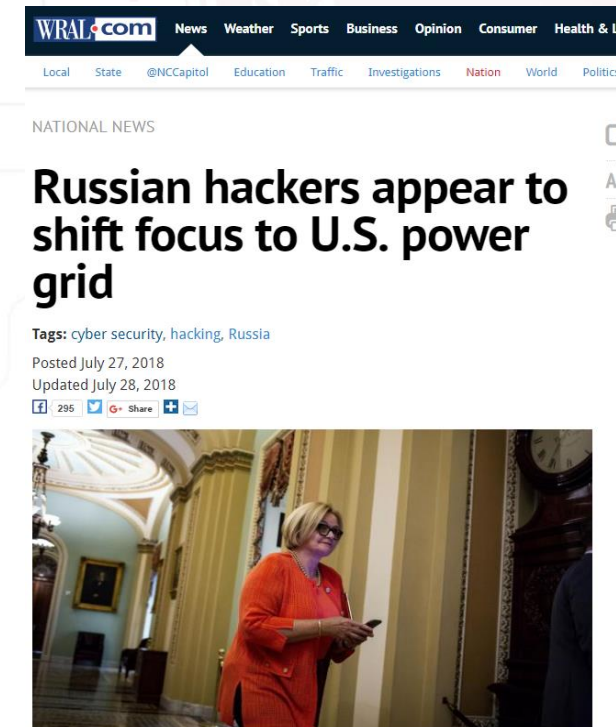 WRAL.com News Weather Sports Business Opinion Consumer Health &
Local State @NCCapitol Education Traffic Investigations Nation World
NATIONAL NEWS
Russian hackers appear to
shift focus to U.S. power
grid
Tags: cyber security, hacking, Russia
Posted July 27, 2018
Updated July 28, 2018
f 295 G+ Share